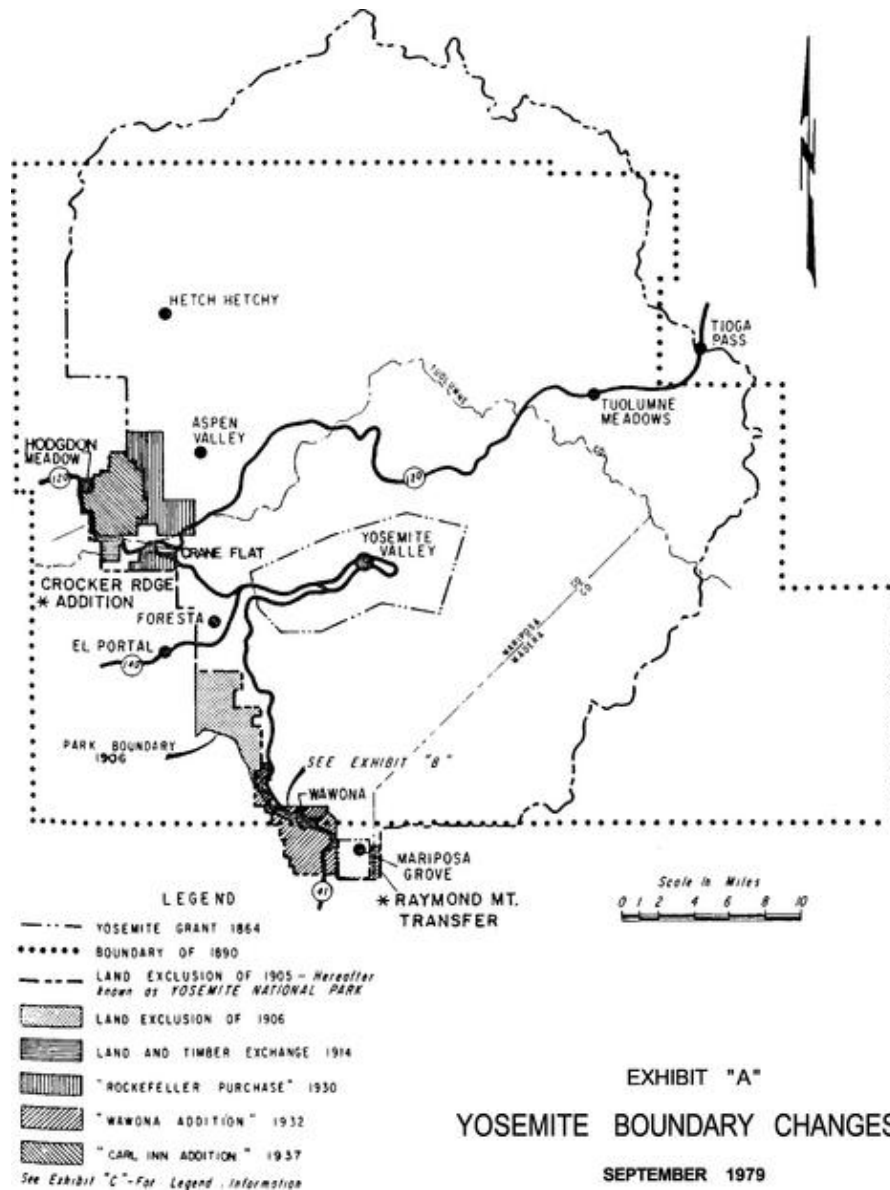 HETCH HETCHY
TIOGA
PASS
TUOLUMNE
TUOLUMNE
MEADOWS
ASPEN
VALLEY
HODGDON
MEADOW
120
120
YOSEMITE
VALLEY
CRANE FLAT
CROCKER RDGE
* ADDITION
FORESTA
EL PORTAL
140
CO
MARIPOSA
MADERA
PARK BOUNDARY
1906
SEE EXHIBIT "B"
WAWONA
MARIPOSA
GROVE
41
* RAYMOND MT.
TRANSFER
Scale In Miles
0 1 2 4 6 8 10
LEGEND
YOSEMITE GRANT 1864
BOUNDARY OF 1890
LAND EXCLUSION OF 1905 - Hereafter
known as YOSEMITE NATIONAL PARK
LAND EXCLUSION OF 1906
LAND AND TIMBER EXCHANGE 1914
"ROCKEFELLER PURCHASE" 1930
"WAWONA ADDITION" 1932
"CARL INN ADDITION" 1937
See Exhibit "C" - For Legend Information
EXHIBIT "A"
YOSEMITE BOUNDARY CHANGES
SEPTEMBER 1979